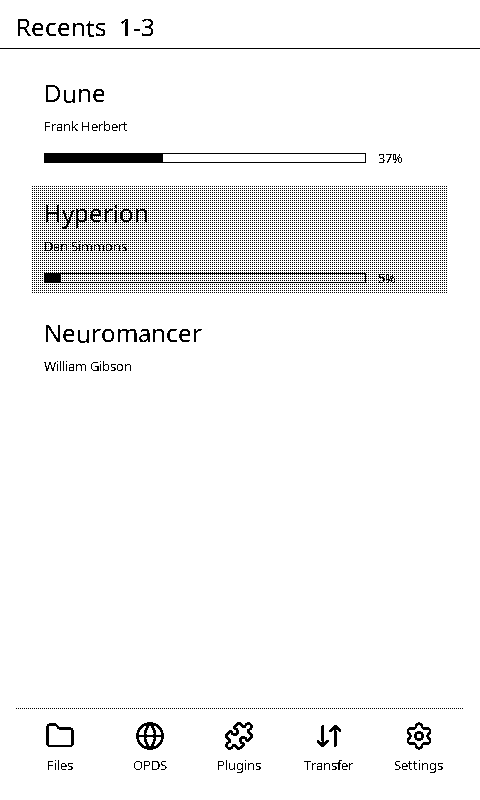 Recents 1-3
Dune
Frank Herbert
37%
Hyperion
Dan Simmons
5%
Neuromancer
William Gibson
Files OPDS Plugins Transfer Settings